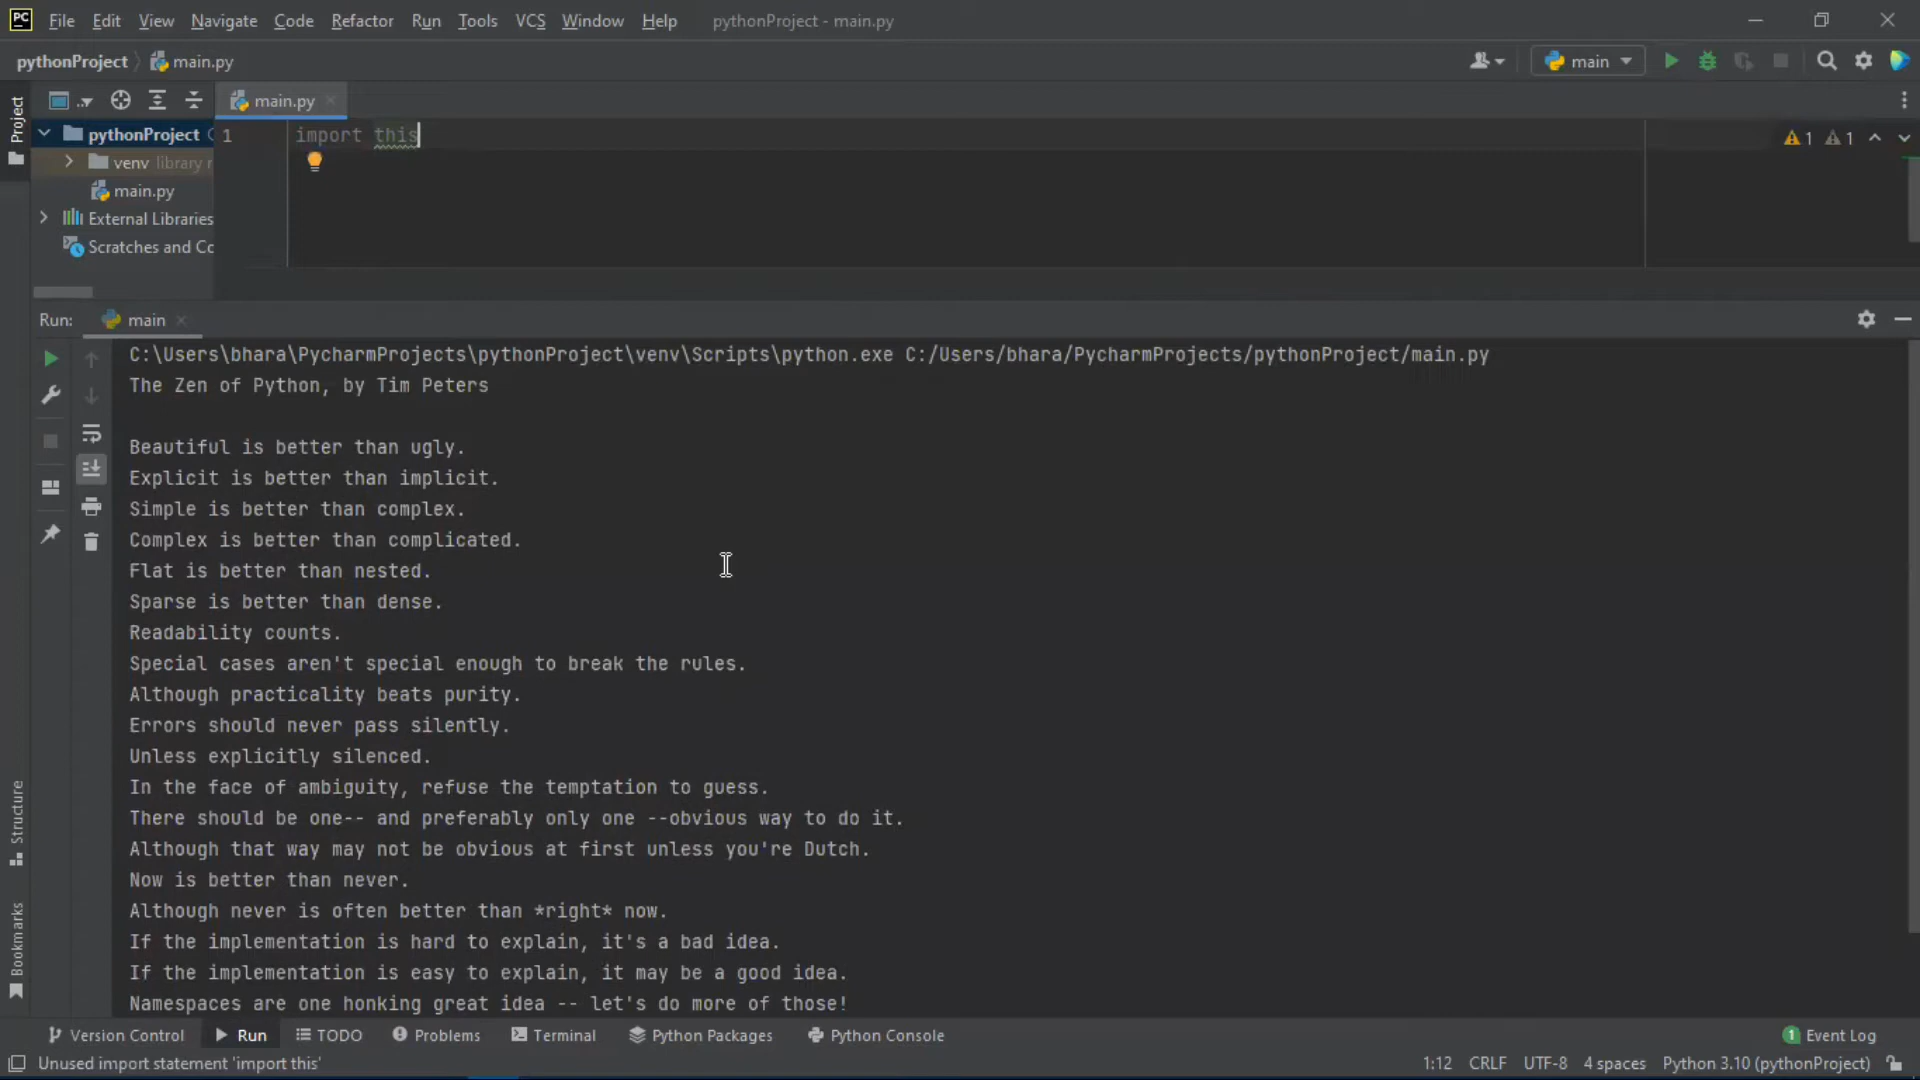 PC File Edit View Navigate Code Refactor Run Tools VCS Window Help pythonProject - main.py
pythonProject main.py main
Project
main.py
pythonProject
venv library r
main.py
External Libraries
Scratches and Co
1 import this
1 1
Run: main
C:\Users\bhara\PycharmProjects\pythonProject\venv\Scripts\python.exe C:/Users/bhara/PycharmProjects/pythonProject/main.py
The Zen of Python, by Tim Peters
Beautiful is better than ugly.
Explicit is better than implicit.
Simple is better than complex.
Complex is better than complicated.
Flat is better than nested.
Sparse is better than dense.
Readability counts.
Special cases aren't special enough to break the rules.
Although practicality beats purity.
Errors should never pass silently.
Unless explicitly silenced.
In the face of ambiguity, refuse the temptation to guess.
There should be one-- and preferably only one --obvious way to do it.
Although that way may not be obvious at first unless you're Dutch.
Now is better than never.
Although never is often better than *right* now.
If the implementation is hard to explain, it's a bad idea.
If the implementation is easy to explain, it may be a good idea.
Namespaces are one honking great idea -- let's do more of those!
Structure
Bookmarks
Version Control Run TODO Problems Terminal Python Packages Python Console 1 Event Log
Unused import statement 'import this' 1:12 CRLF UTF-8 4 spaces Python 3.10 (pythonProject)